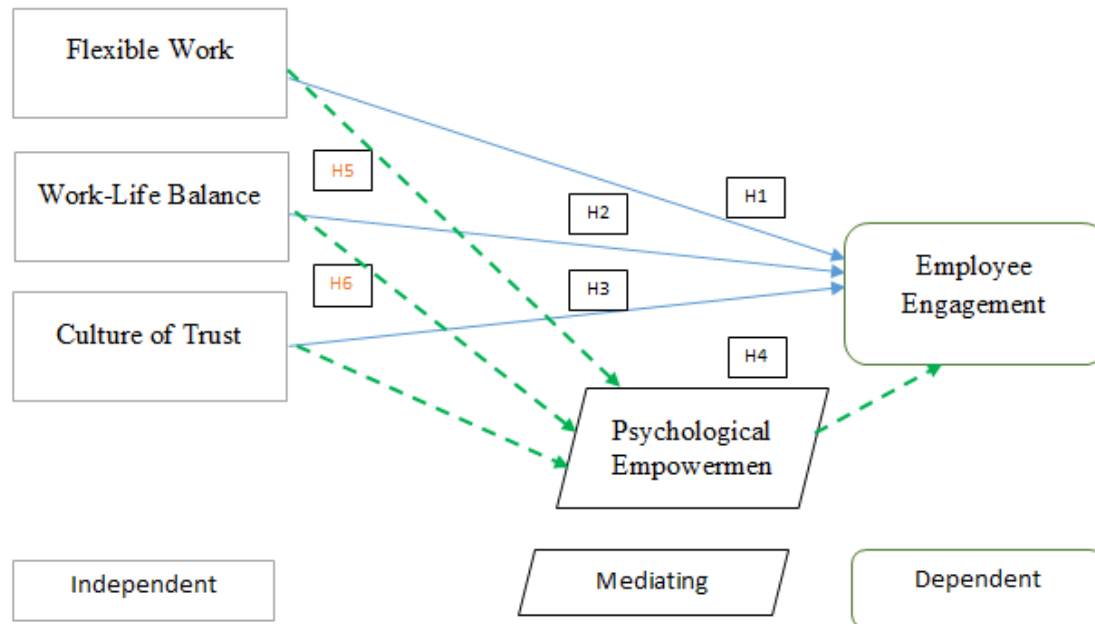 Flexible Work
Work-Life Balance
Culture of Trust
H5
H6
H2
H1
H3
H4
Employee
Engagement
Psychological
Empowermen
Independent
Mediating
Dependent